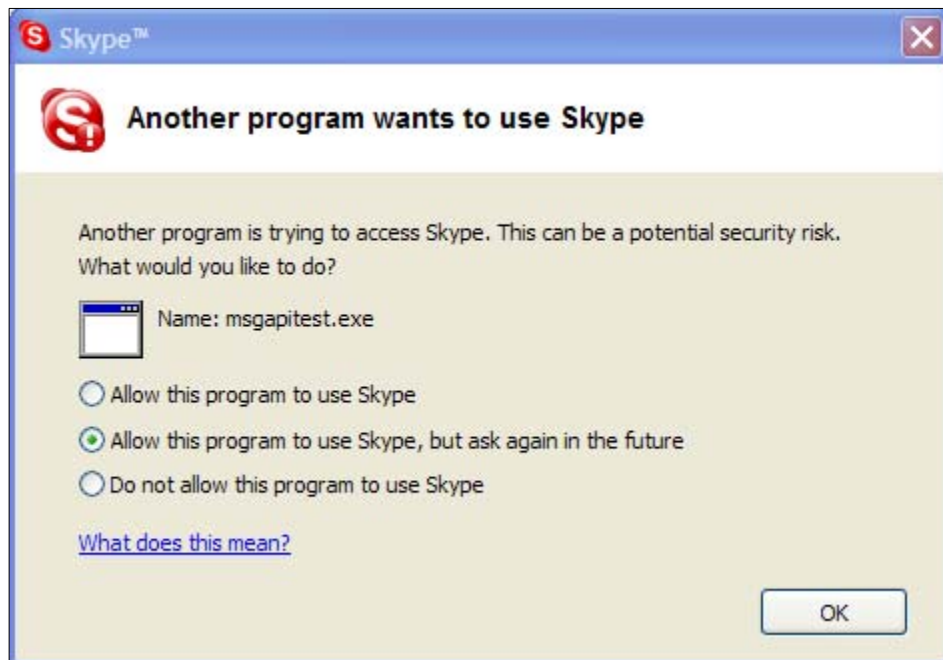 Skype™
Another program wants to use Skype
Another program is trying to access Skype. This can be a potential security risk.
What would you like to do?
Name: msgapitest.exe
Allow this program to use Skype
Allow this program to use Skype, but ask again in the future
Do not allow this program to use Skype
What does this mean?
OK